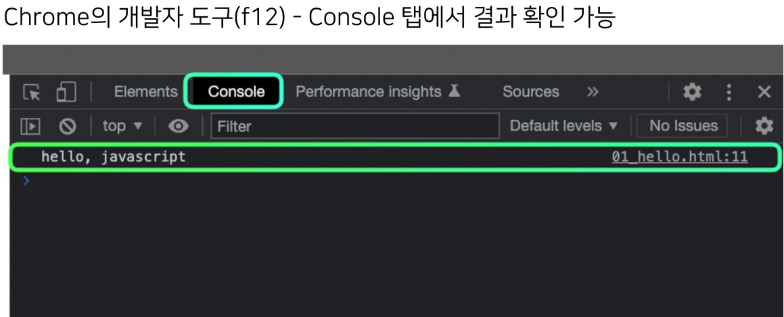 Chrome의 개발자 도구(f12) - Console 탭에서 결과 확인 가능
Elements Console Performance insights Sources »
top ▼ Filter Default levels ▼ No Issues
hello, javascript 01_hello.html:11
>